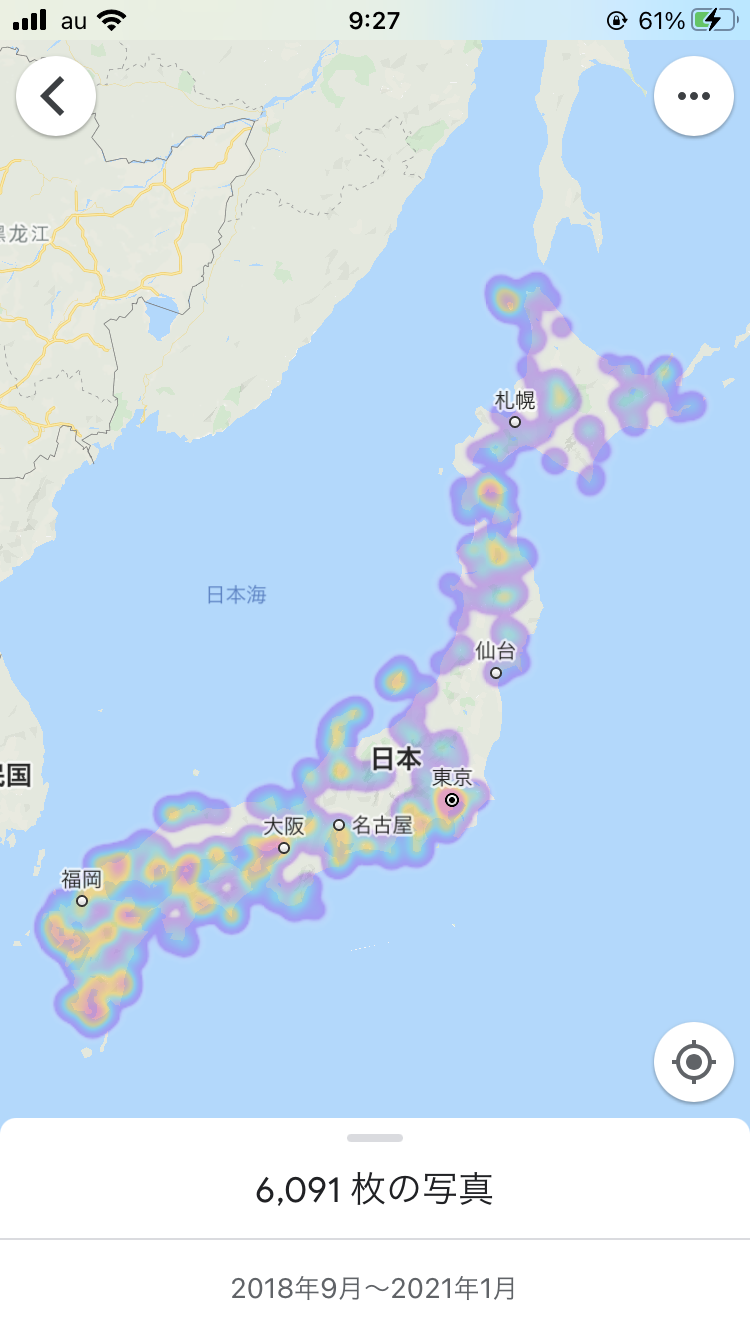 au 9:27 61%
黒龙江
札幌
日本海
仙台
日本
民国
東京
大阪
名古屋
福岡
6,091 枚の写真
2018年9月〜2021年1月